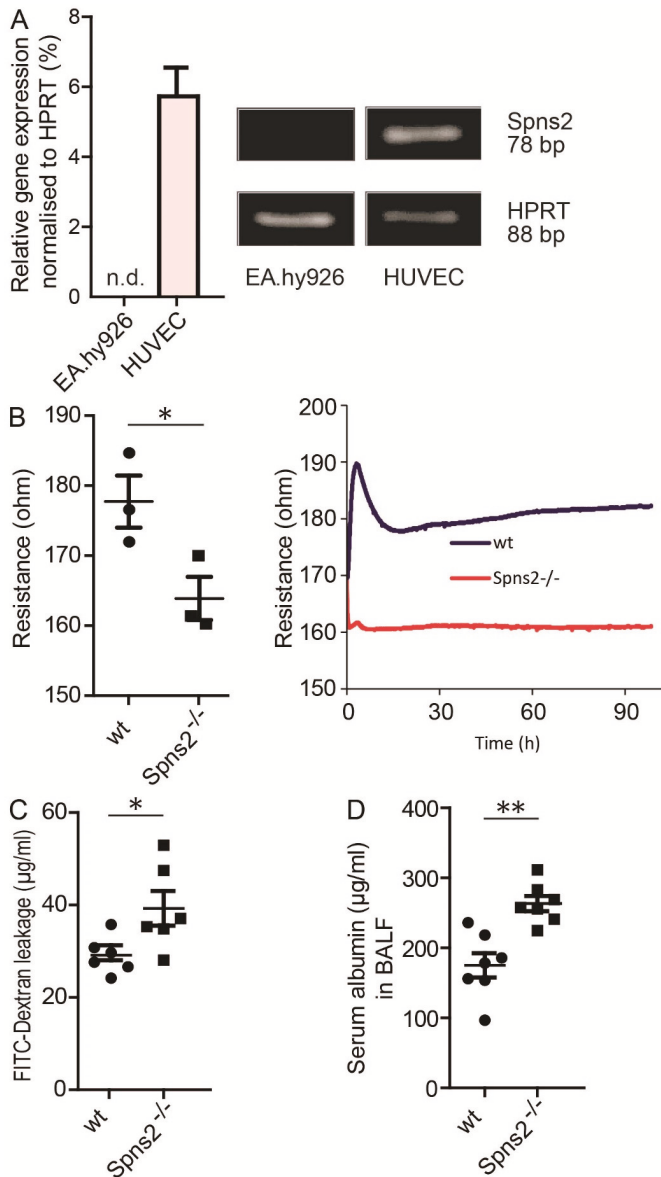 A
Relative gene expression
normalised to HPRT (%)
8
6
4
2
0
n.d.
EA.hy926
HUVEC
Spns2
78 bp
HPRT
88 bp
EA.hy926
HUVEC
B
Resistance (ohm)
190
180
170
160
150
*
wt
Spns2-/-
Resistance (ohm)
200
190
180
170
160
150
wt
Spns2-/-
0
30
60
90
Time (h)
C
FITC-Dextran leakage (µg/ml)
60
40
20
0
*
wt
Spns2-/-
D
Serum albumin (µg/ml)
in BALF
400
300
200
100
0
**
wt
Spns2-/-